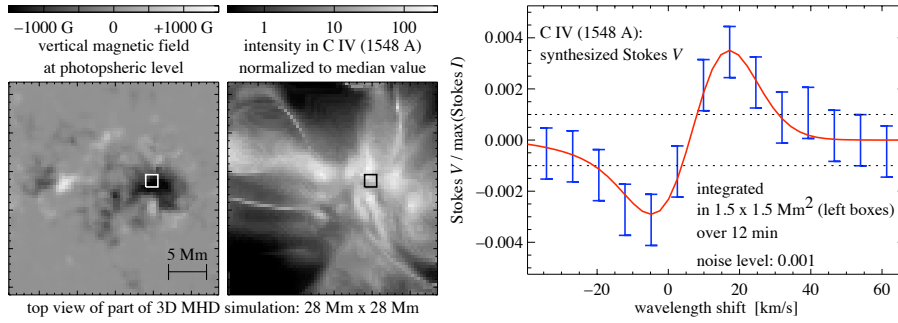 −1000 G 0 +1000 G
vertical magnetic field
at photopsheric level
5 Mm
1 10 100
intensity in C IV (1548 A)
normalized to median value
top view of part of 3D MHD simulation: 28 Mm x 28 Mm
C IV (1548 A):
synthesized Stokes V
Stokes V / max(Stokes I)
0.004
0.002
0.000
−0.002
−0.004
integrated
in 1.5 x 1.5 Mm² (left boxes)
over 12 min
noise level: 0.001
−20 0 20 40 60
wavelength shift [km/s]